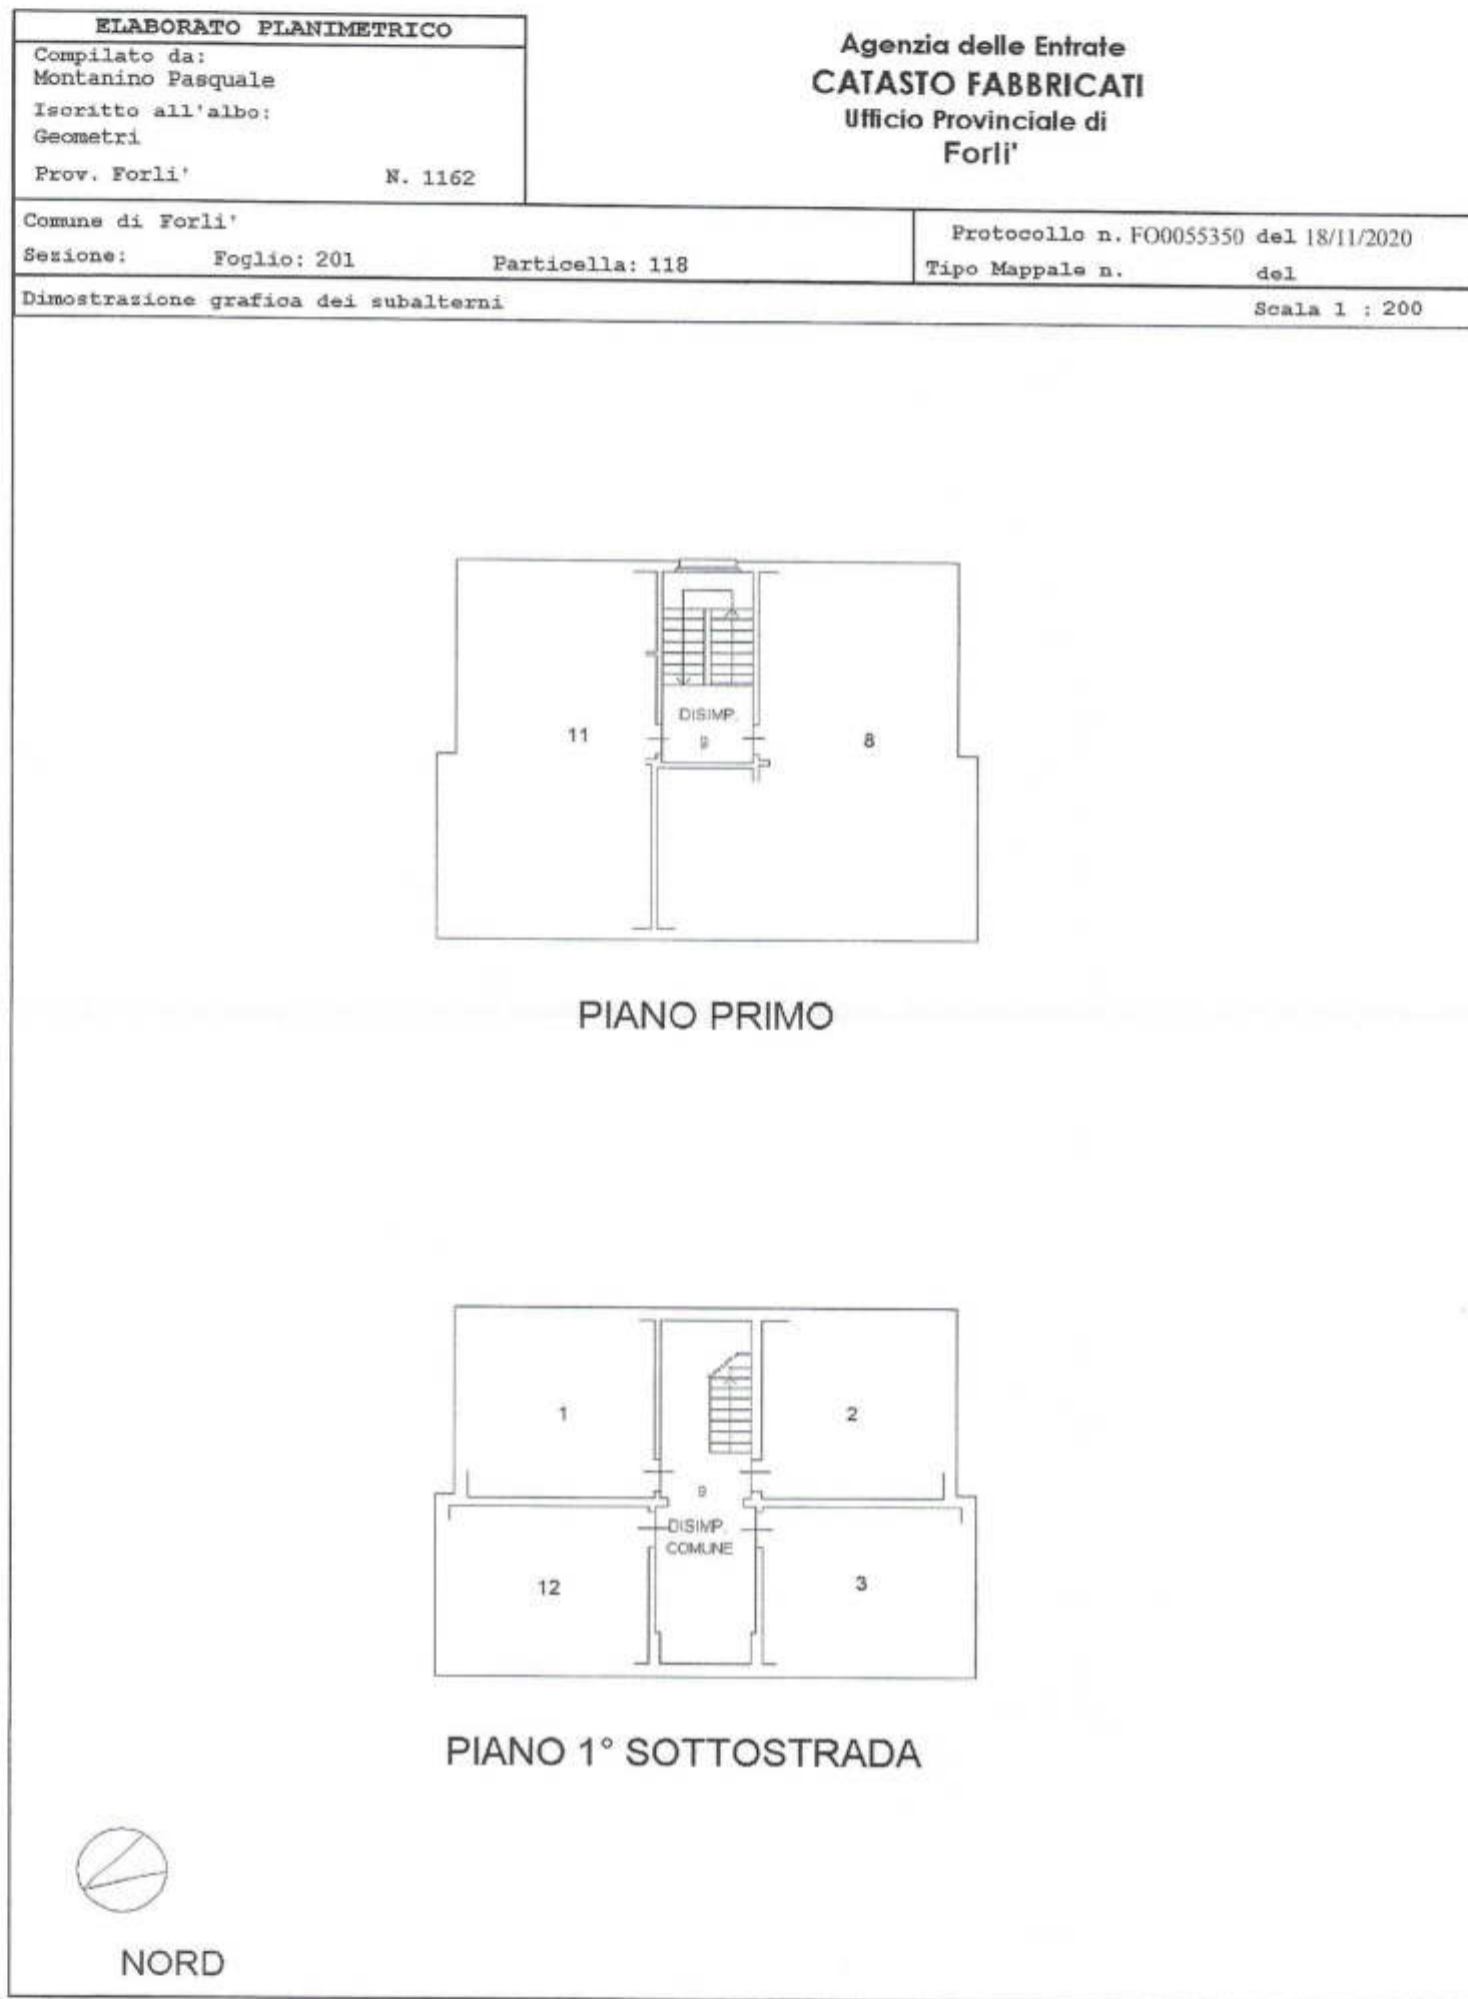 ELABORATO PLANIMETRICO
Compilato da:
Montanino Pasquale
Iscritto all'albo:
Geometri
Prov. Forli' N. 1162
Agenzia delle Entrate
CATASTO FABBRICATI
Ufficio Provinciale di
Forli'
Comune di Forli'
Sezione: Foglio: 201 Particella: 118
Protocollo n. FO0055350 del 18/11/2020
Tipo Mappale n. del
Dimostrazione grafica dei subalterni Scala 1 : 200
DISIMP.
11 9 8
PIANO PRIMO
1 2
9
DISIMP.
COMUNE
12 3
PIANO 1° SOTTOSTRADA
NORD